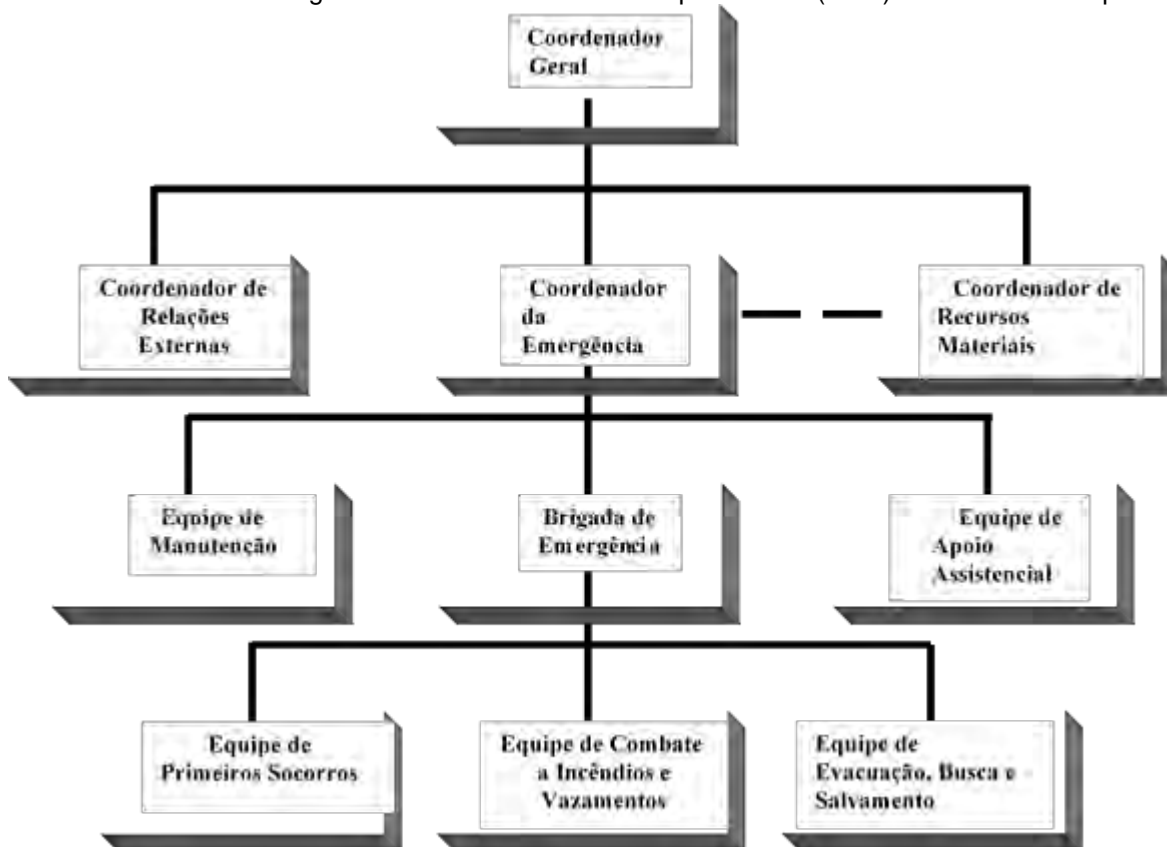 Coordenador
Geral
Coordenador de
Relações
Externas
Coordenador
da
Emergência
Coordenador de
Recursos
Materiais
Equipe de
Manutenção
Brigada de
Emergência
Equipe de
Apoio
Assistencial
Equipe de
Primeiros Socorros
Equipe de Combate
a Incêndios e
Vazamentos
Equipe de
Evacuação, Busca e
Salvamento